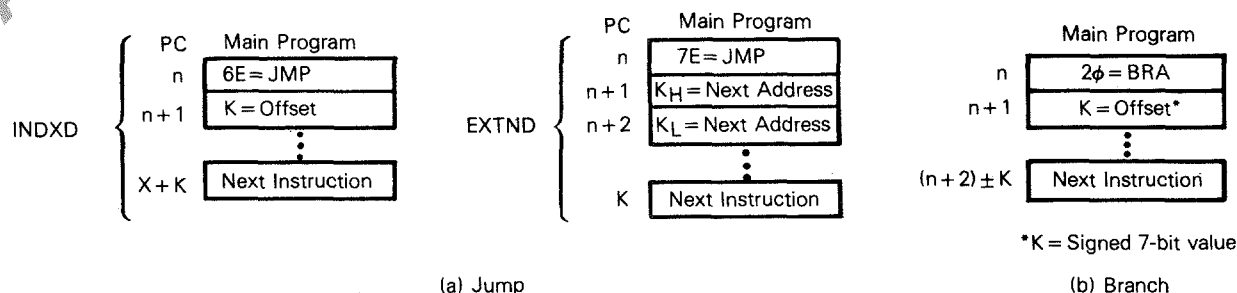 INDXD
PC Main Program
n 6E=JMP
n+1 K=Offset
X+K Next Instruction
EXTND
PC Main Program
n 7E=JMP
n+1 KH=Next Address
n+2 KL=Next Address
K Next Instruction
(a) Jump
Main Program
n 2ϕ=BRA
n+1 K=Offset*
(n+2)±K Next Instruction
*K=Signed 7-bit value
(b) Branch